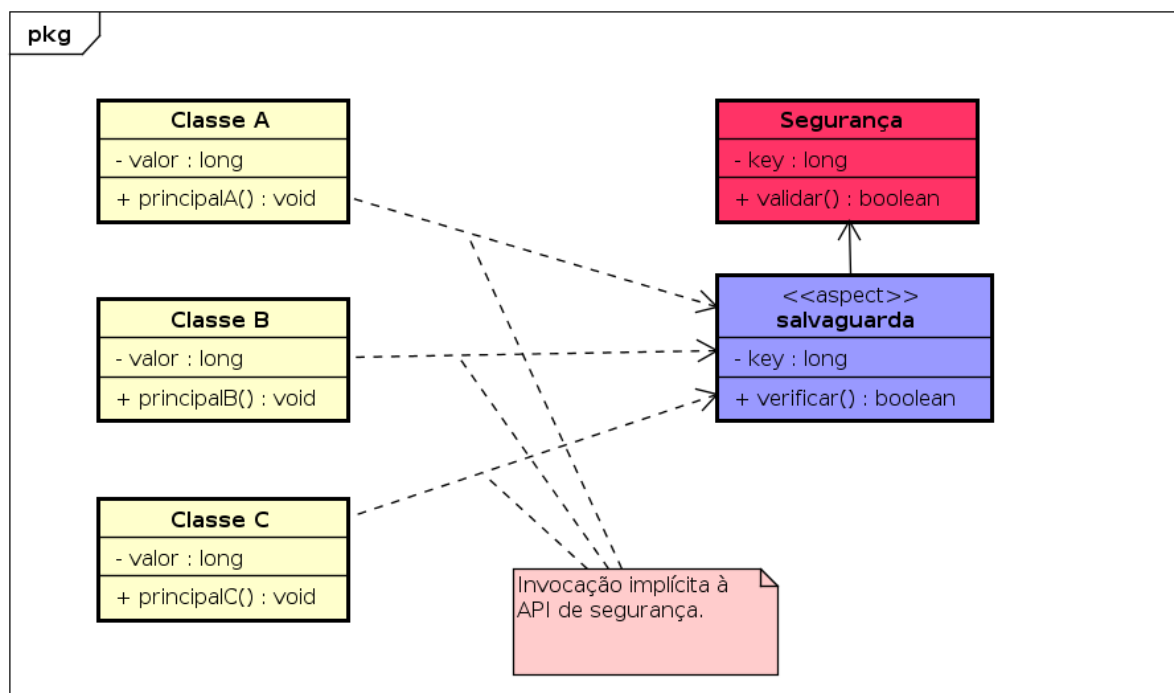 pkg
Classe A
- valor : long
+ principalA() : void
Segurança
- key : long
+ validar() : boolean
Classe B
- valor : long
+ principalB() : void
<<aspect>>
salvaguarda
- key : long
+ verificar() : boolean
Classe C
- valor : long
+ principalC() : void
Invocação implícita à
API de segurança.